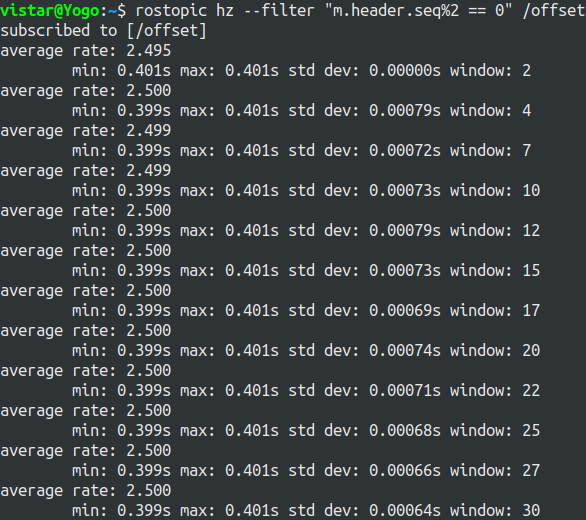 vistar@Yogo:~$ rostopic hz --filter "m.header.seq%2 == 0" /offset
subscribed to [/offset]
average rate: 2.495
        min: 0.401s max: 0.401s std dev: 0.00000s window: 2
average rate: 2.500
        min: 0.399s max: 0.401s std dev: 0.00079s window: 4
average rate: 2.499
        min: 0.399s max: 0.401s std dev: 0.00072s window: 7
average rate: 2.499
        min: 0.399s max: 0.401s std dev: 0.00073s window: 10
average rate: 2.500
        min: 0.399s max: 0.401s std dev: 0.00079s window: 12
average rate: 2.500
        min: 0.399s max: 0.401s std dev: 0.00073s window: 15
average rate: 2.500
        min: 0.399s max: 0.401s std dev: 0.00069s window: 17
average rate: 2.500
        min: 0.399s max: 0.401s std dev: 0.00074s window: 20
average rate: 2.500
        min: 0.399s max: 0.401s std dev: 0.00071s window: 22
average rate: 2.500
        min: 0.399s max: 0.401s std dev: 0.00068s window: 25
average rate: 2.500
        min: 0.399s max: 0.401s std dev: 0.00066s window: 27
average rate: 2.500
        min: 0.399s max: 0.401s std dev: 0.00064s window: 30